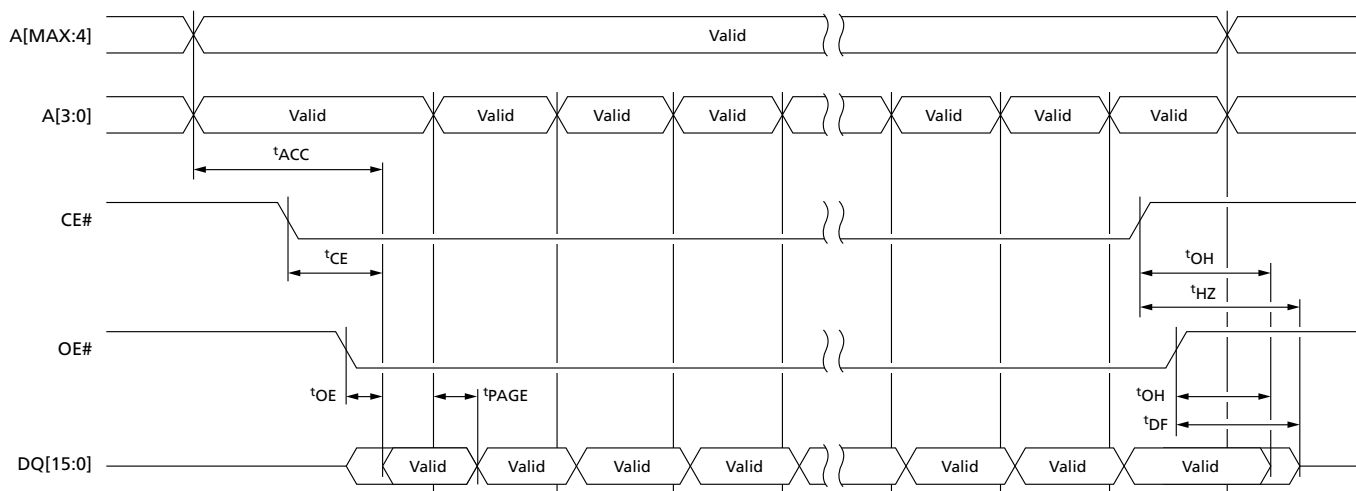 A[MAX:4] Valid
A[3:0] Valid Valid Valid Valid Valid Valid Valid
tACC
CE#
tCE tOH
tHZ
OE#
tOE tPAGE tOH
tDF
DQ[15:0] Valid Valid Valid Valid Valid Valid Valid